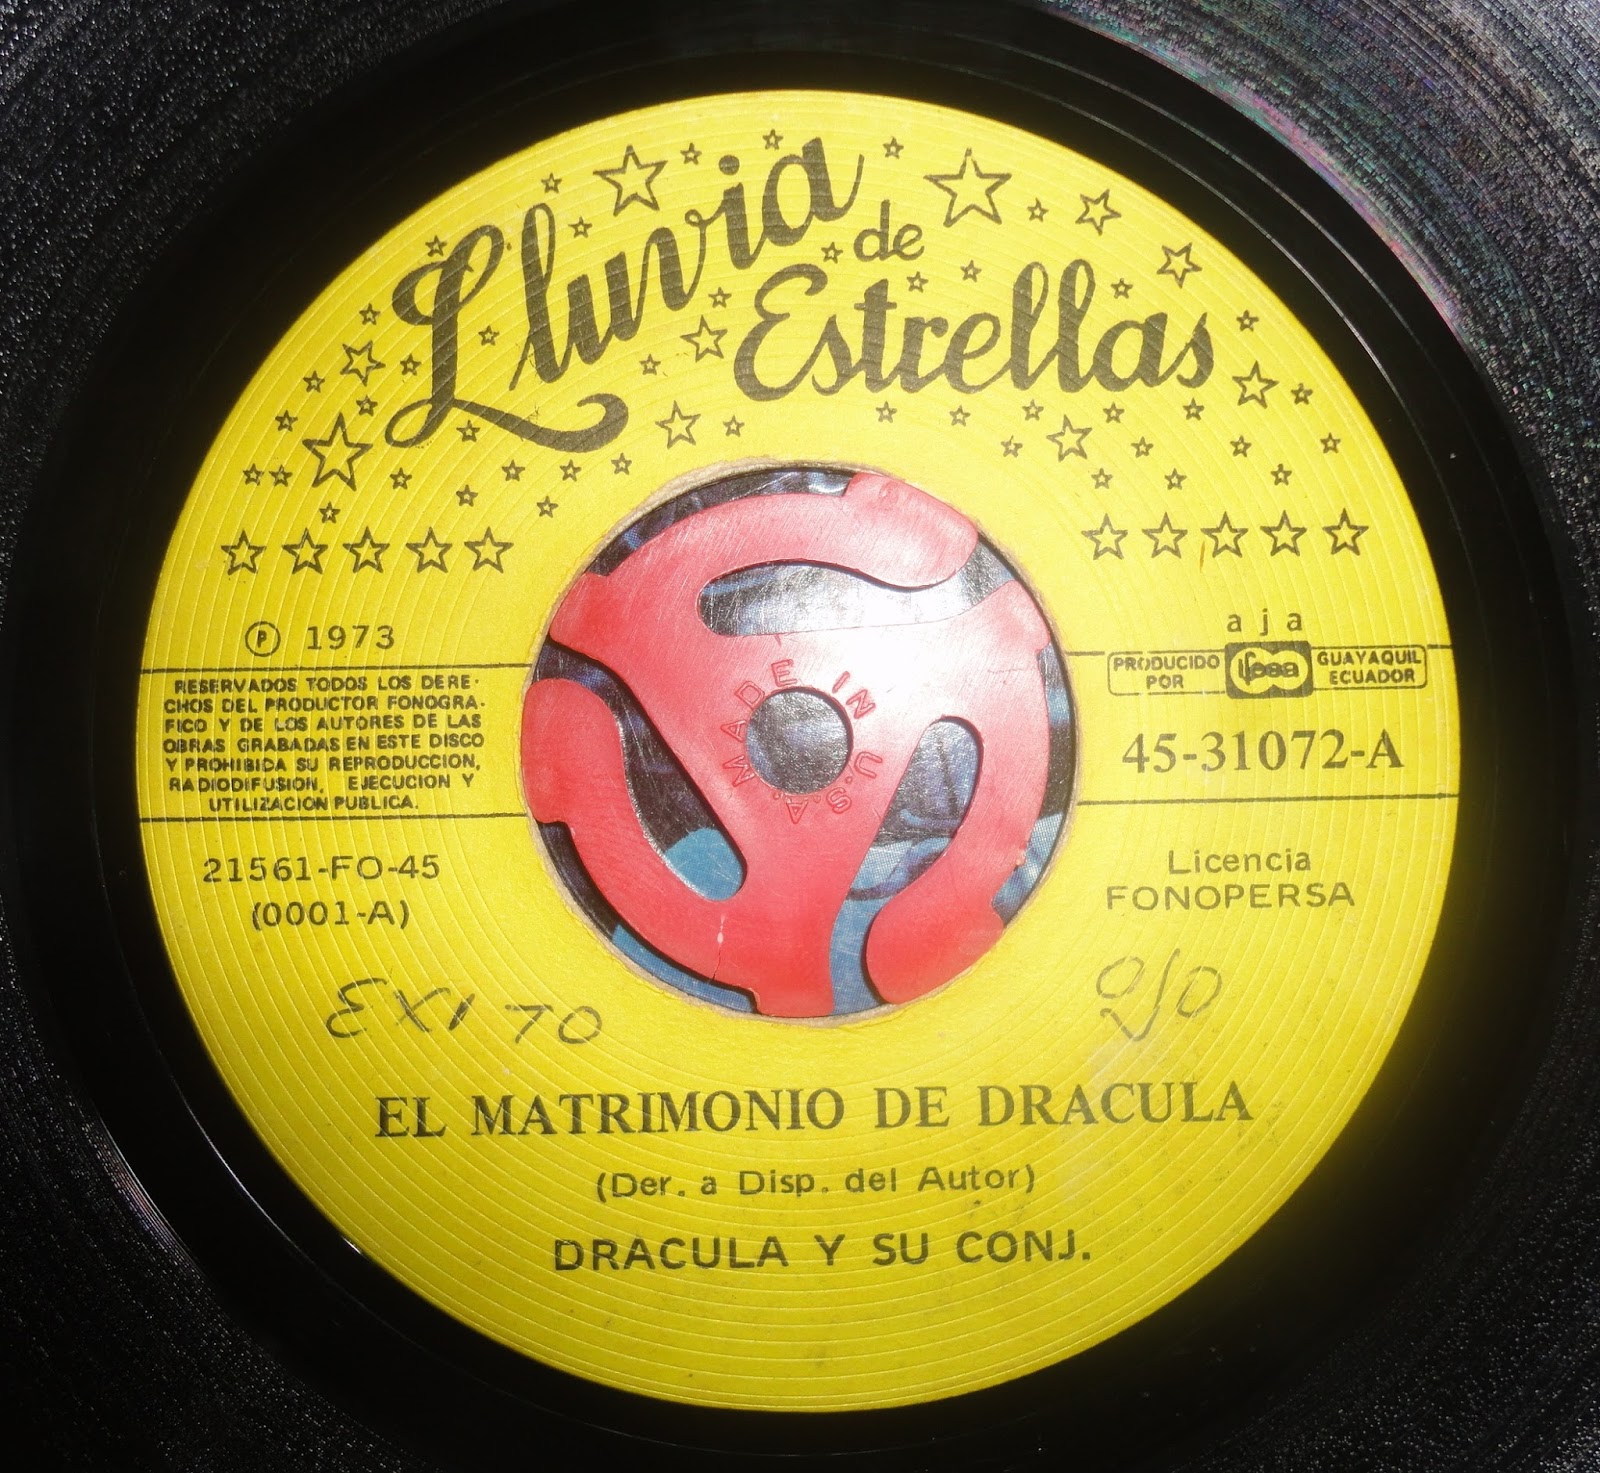 Lluvia
de
Estrellas
℗ 1973
RESERVADOS TODOS LOS DERE-
CHOS DEL PRODUCTOR FONOGRA-
FICO Y DE LOS AUTORES DE LAS
OBRAS GRABADAS EN ESTE DISCO
Y PROHIBIDA SU REPRODUCCION,
RADIODIFUSION, EJECUCION Y
UTILIZACION PUBLICA.
21561-FO-45
(0001-A)
MADE IN U.S.A.
aja
PRODUCIDO
POR
ifesa
GUAYAQUIL
ECUADOR
45-31072-A
Licencia
FONOPERSA
EXITO
OJO
EL MATRIMONIO DE DRACULA
(Der. a Disp. del Autor)
DRACULA Y SU CONJ.